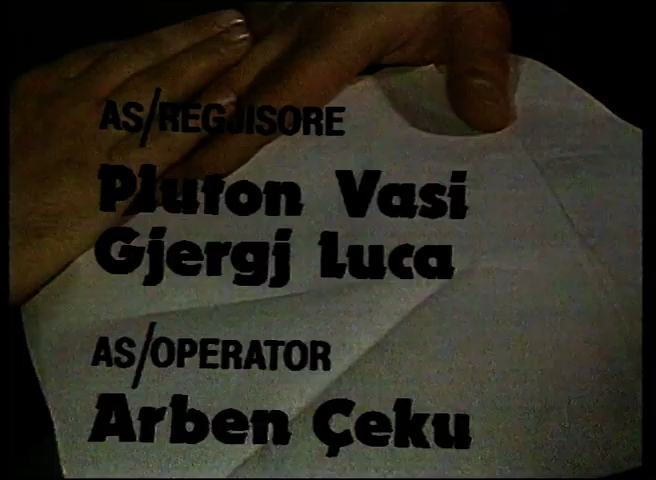 AS/REGJISORE
Pluton Vasi
Gjergj Luca
AS/OPERATOR
Arben Çeku